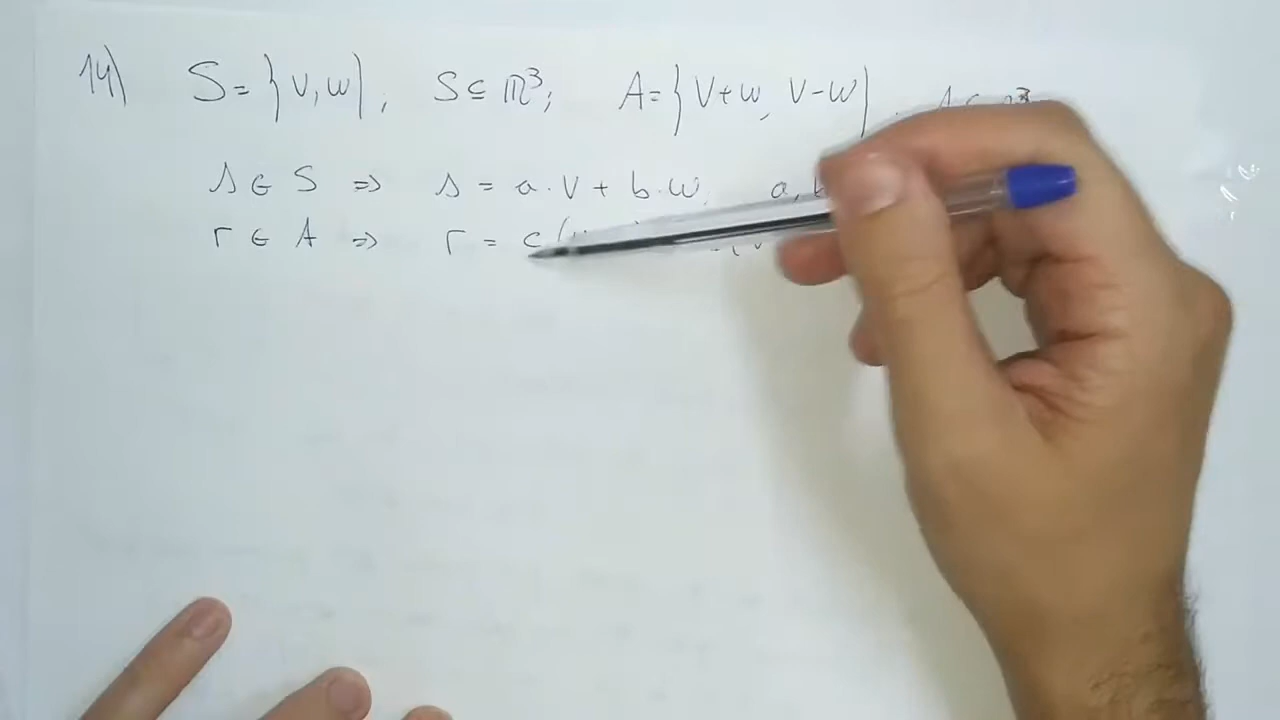 14) S = {v, w}, S ⊆ ℝ³; A = {v+w, v-w}
s ∈ S ⇒ s = a·v + b·w, a, b
r ∈ A ⇒ r = c(